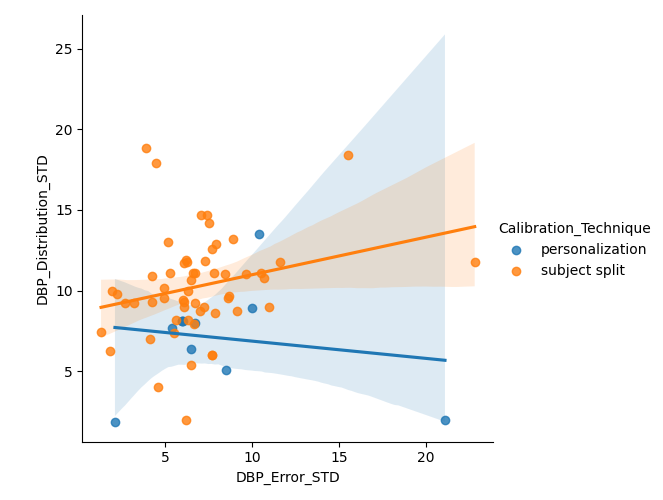 25
20
15
10
5
DBP_Distribution_STD
5
10
15
20
DBP_Error_STD
Calibration_Technique
personalization
subject split